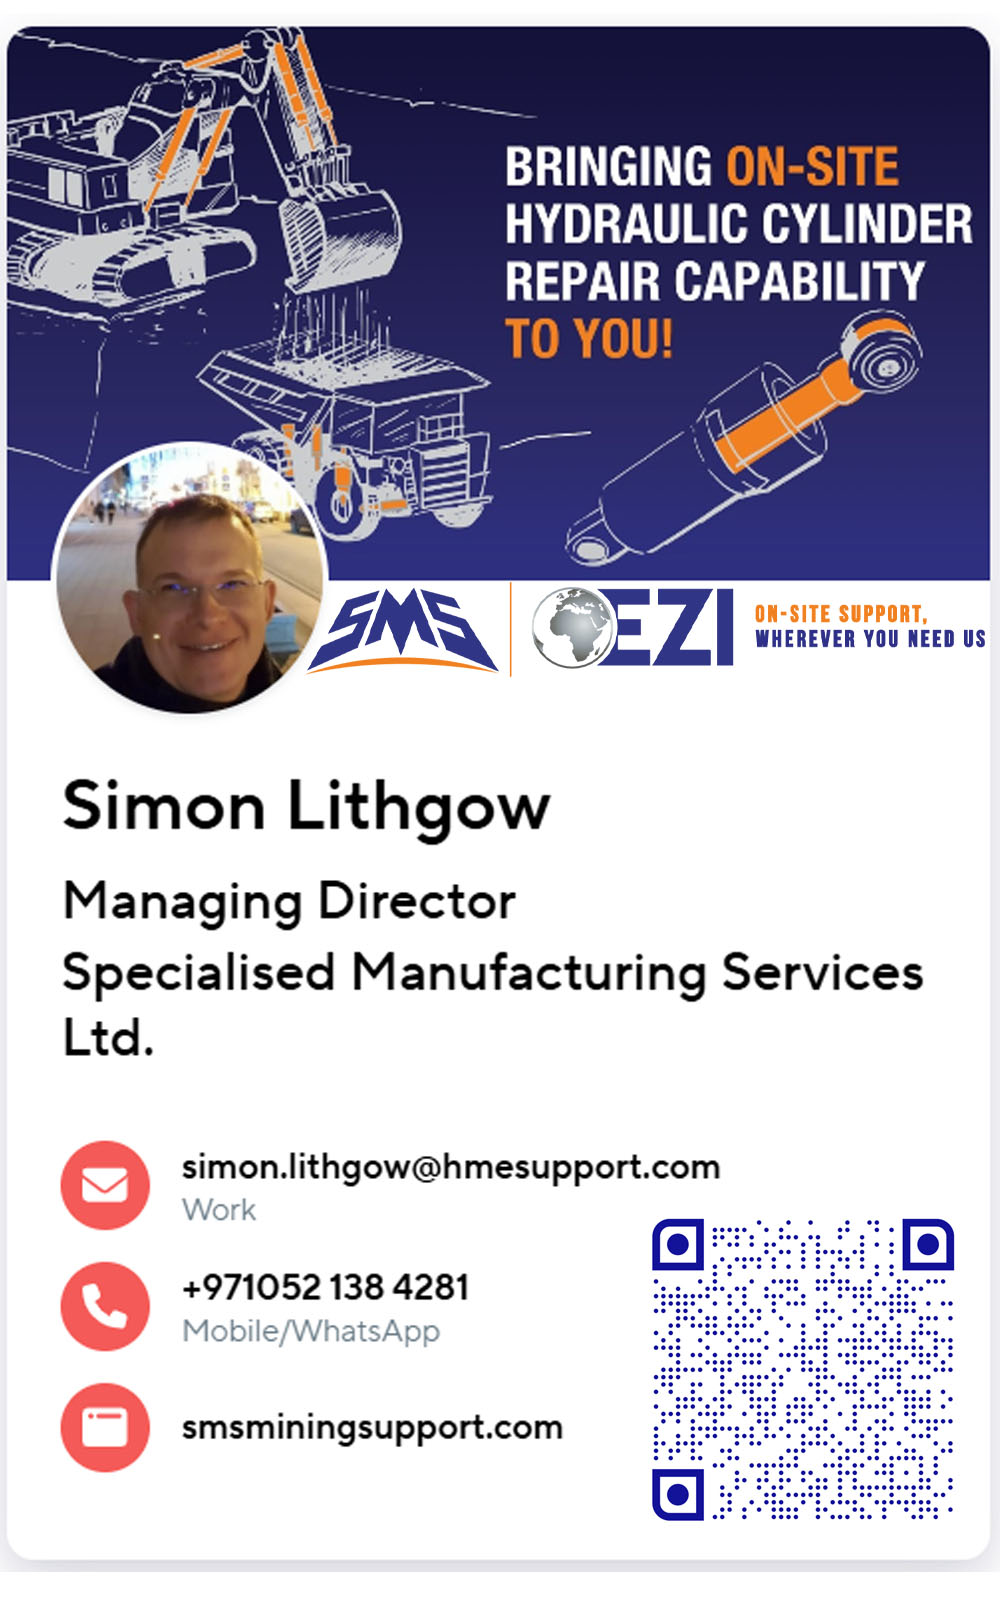 BRINGING ON-SITE
HYDRAULIC CYLINDER
REPAIR CAPABILITY
TO YOU!
SMS
EZI
ON-SITE SUPPORT,
WHEREVER YOU NEED US
Simon Lithgow
Managing Director
Specialised Manufacturing Services
Ltd.
simon.lithgow@hmesupport.com
Work
+971052 138 4281
Mobile/WhatsApp
smsminingsupport.com